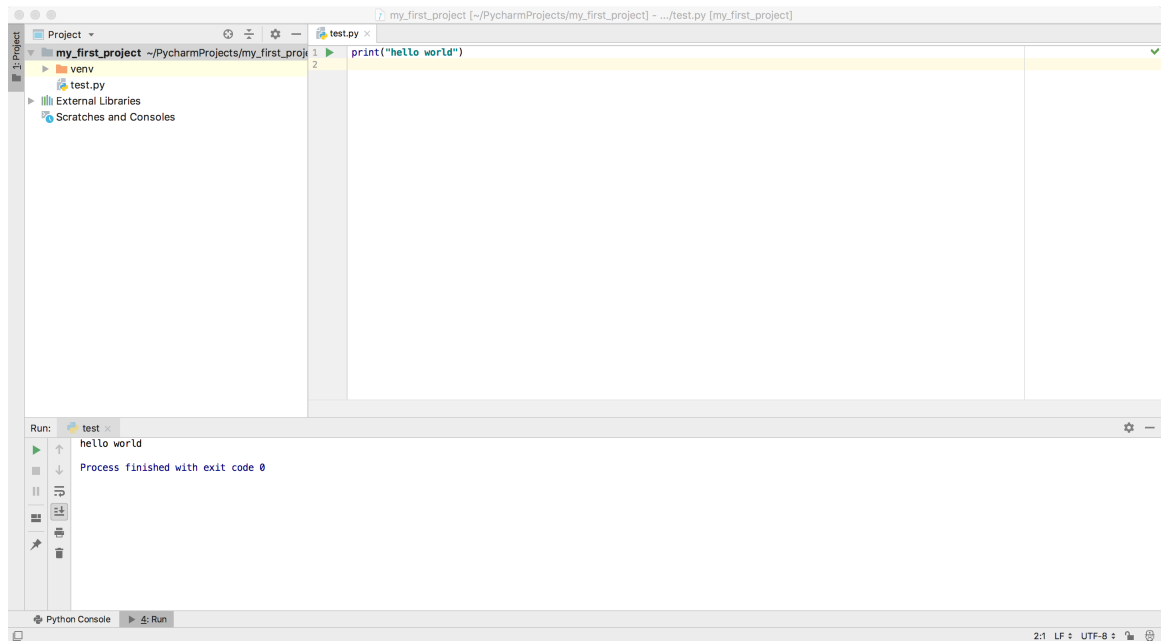 my_first_project [~/PycharmProjects/my_first_project] - .../test.py [my_first_project]
1: Project
Project
test.py
my_first_project ~/PycharmProjects/my_first_proje
venv
test.py
External Libraries
Scratches and Consoles
1 print("hello world")
2
Run: test
hello world
Process finished with exit code 0
Python Console 4: Run
2:1 LF UTF-8